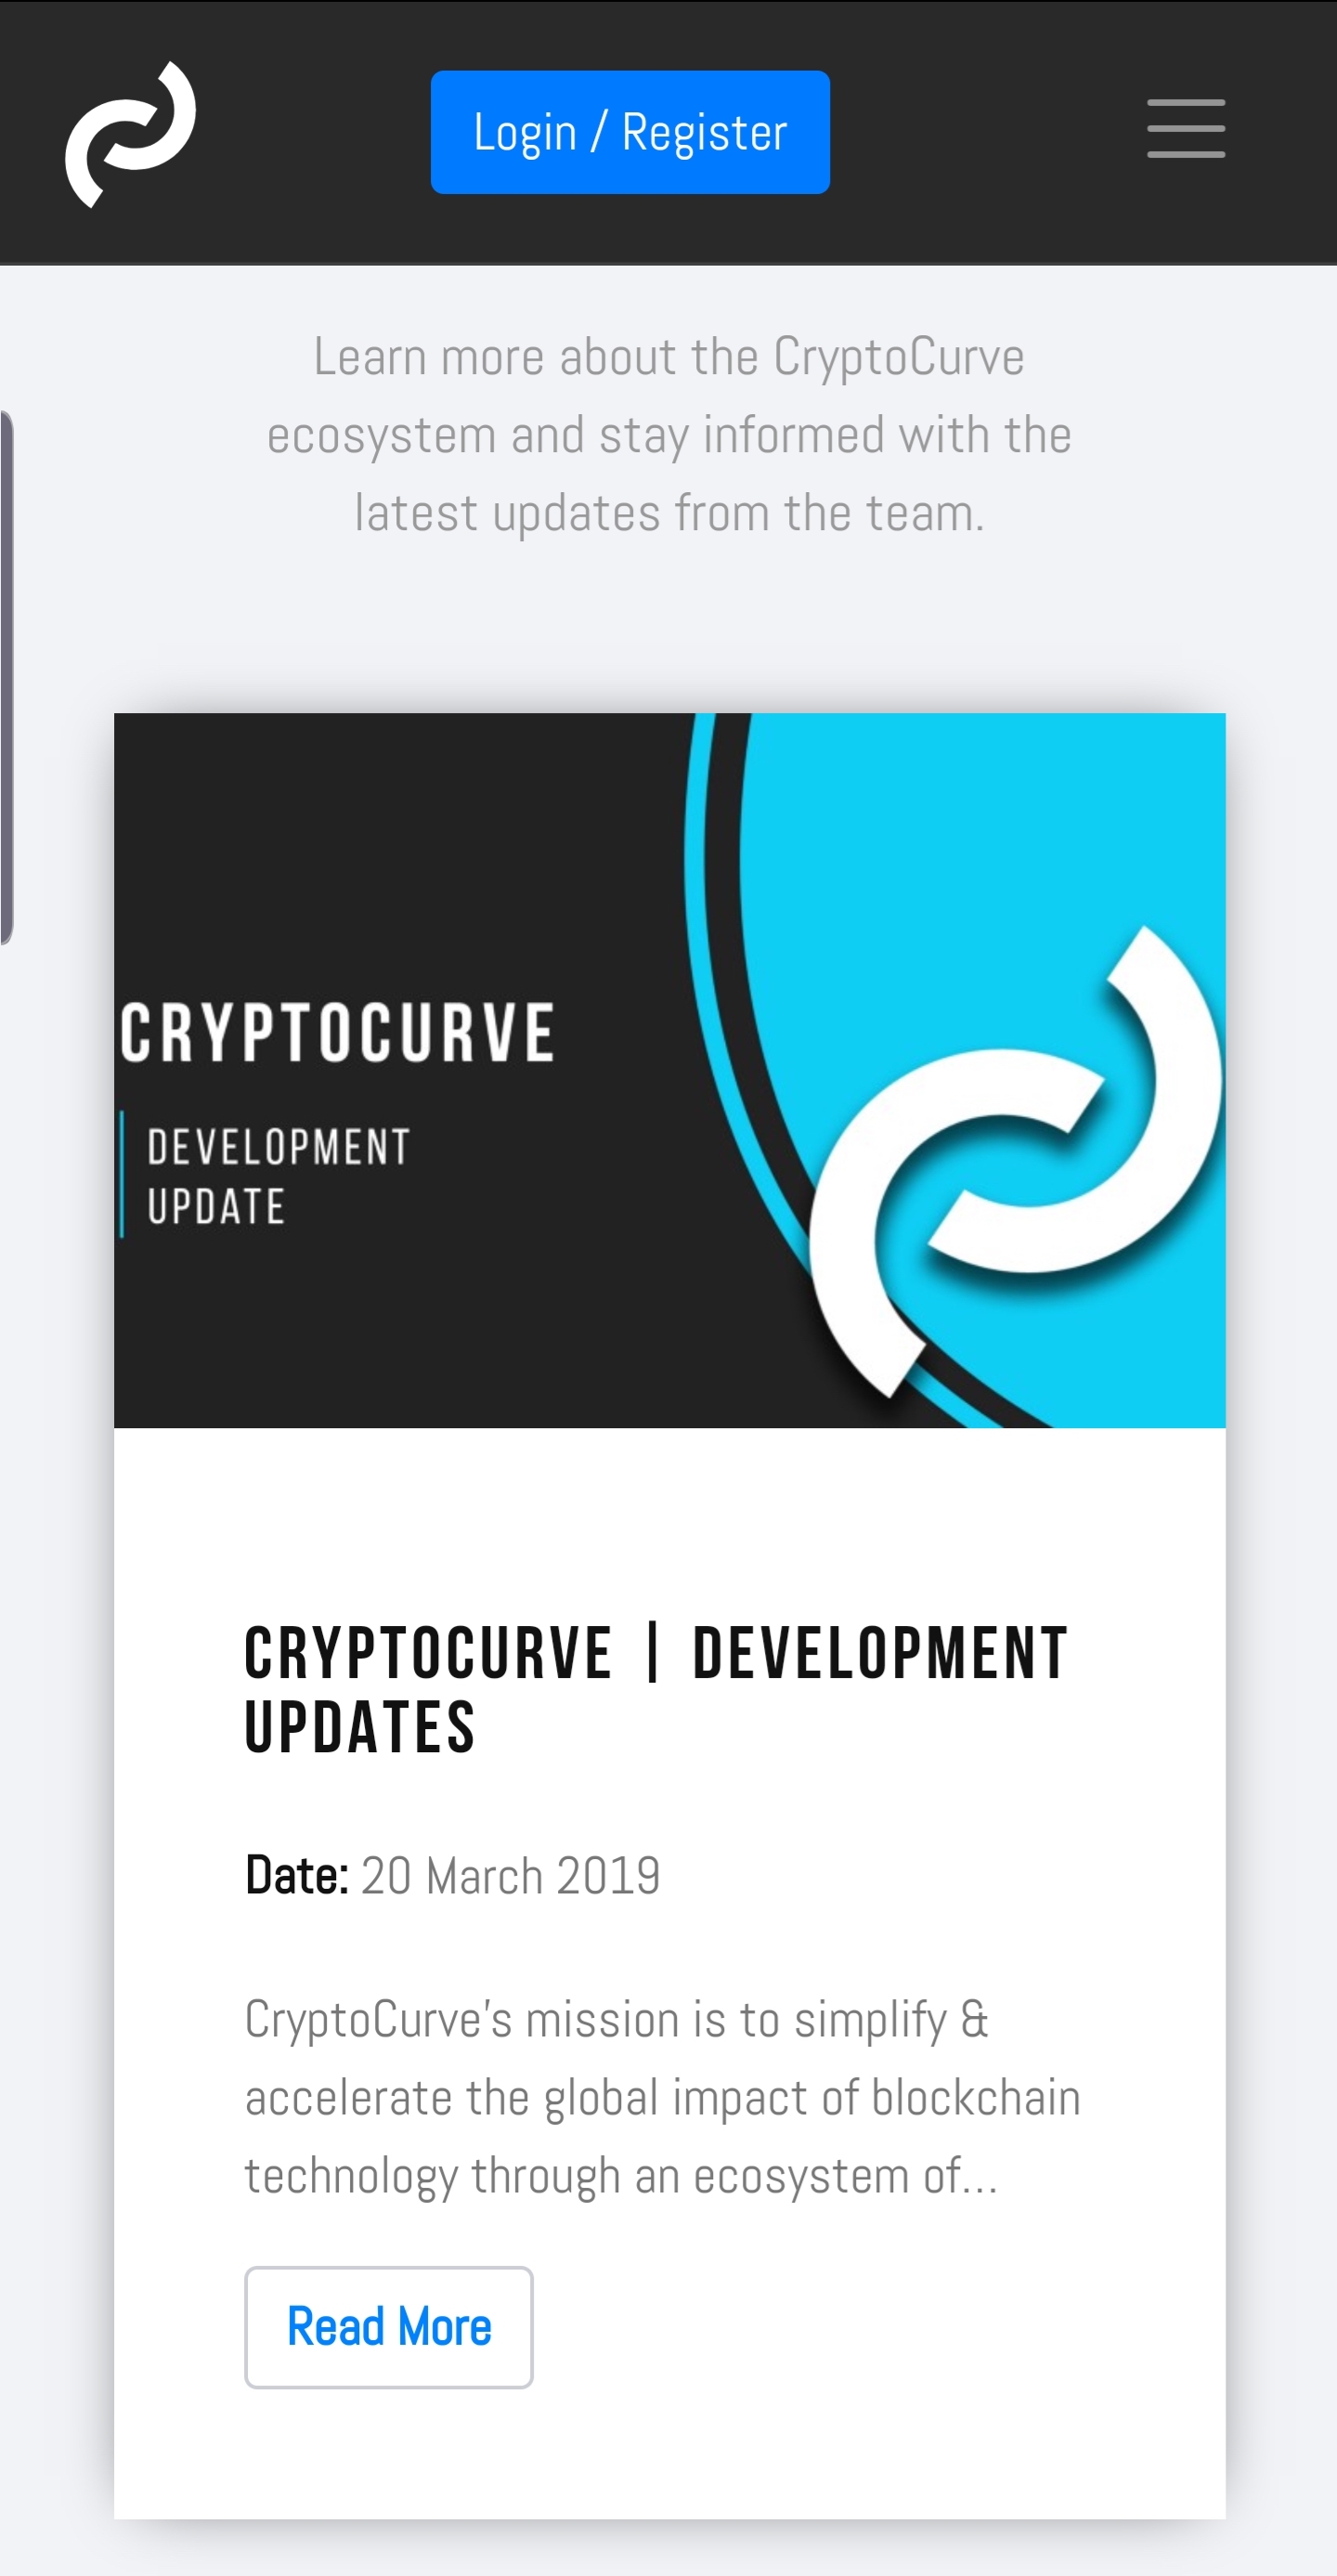 Login / Register
Learn more about the CryptoCurve
ecosystem and stay informed with the
latest updates from the team.
CRYPTOCURVE
DEVELOPMENT
UPDATE
CRYPTOCURVE | DEVELOPMENT
UPDATES
Date: 20 March 2019
CryptoCurve's mission is to simplify &
accelerate the global impact of blockchain
technology through an ecosystem of...
Read More